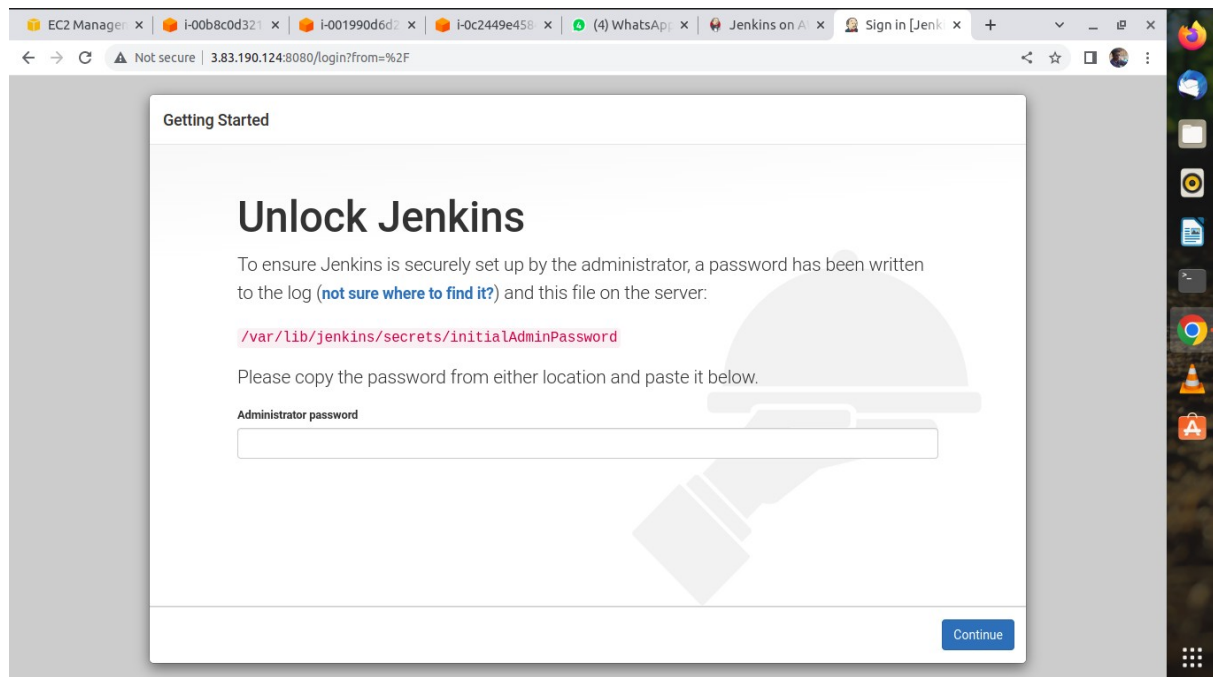 EC2 Manager
i-00b8c0d321
i-001990d6d2
i-0c2449e458
(4) WhatsApp
Jenkins on A
Sign in [Jenk
Not secure 3.83.190.124:8080/login?from=%2F
Getting Started
Unlock Jenkins
To ensure Jenkins is securely set up by the administrator, a password has been written
to the log (not sure where to find it?) and this file on the server:
/var/lib/jenkins/secrets/initialAdminPassword
Please copy the password from either location and paste it below.
Administrator password
Continue